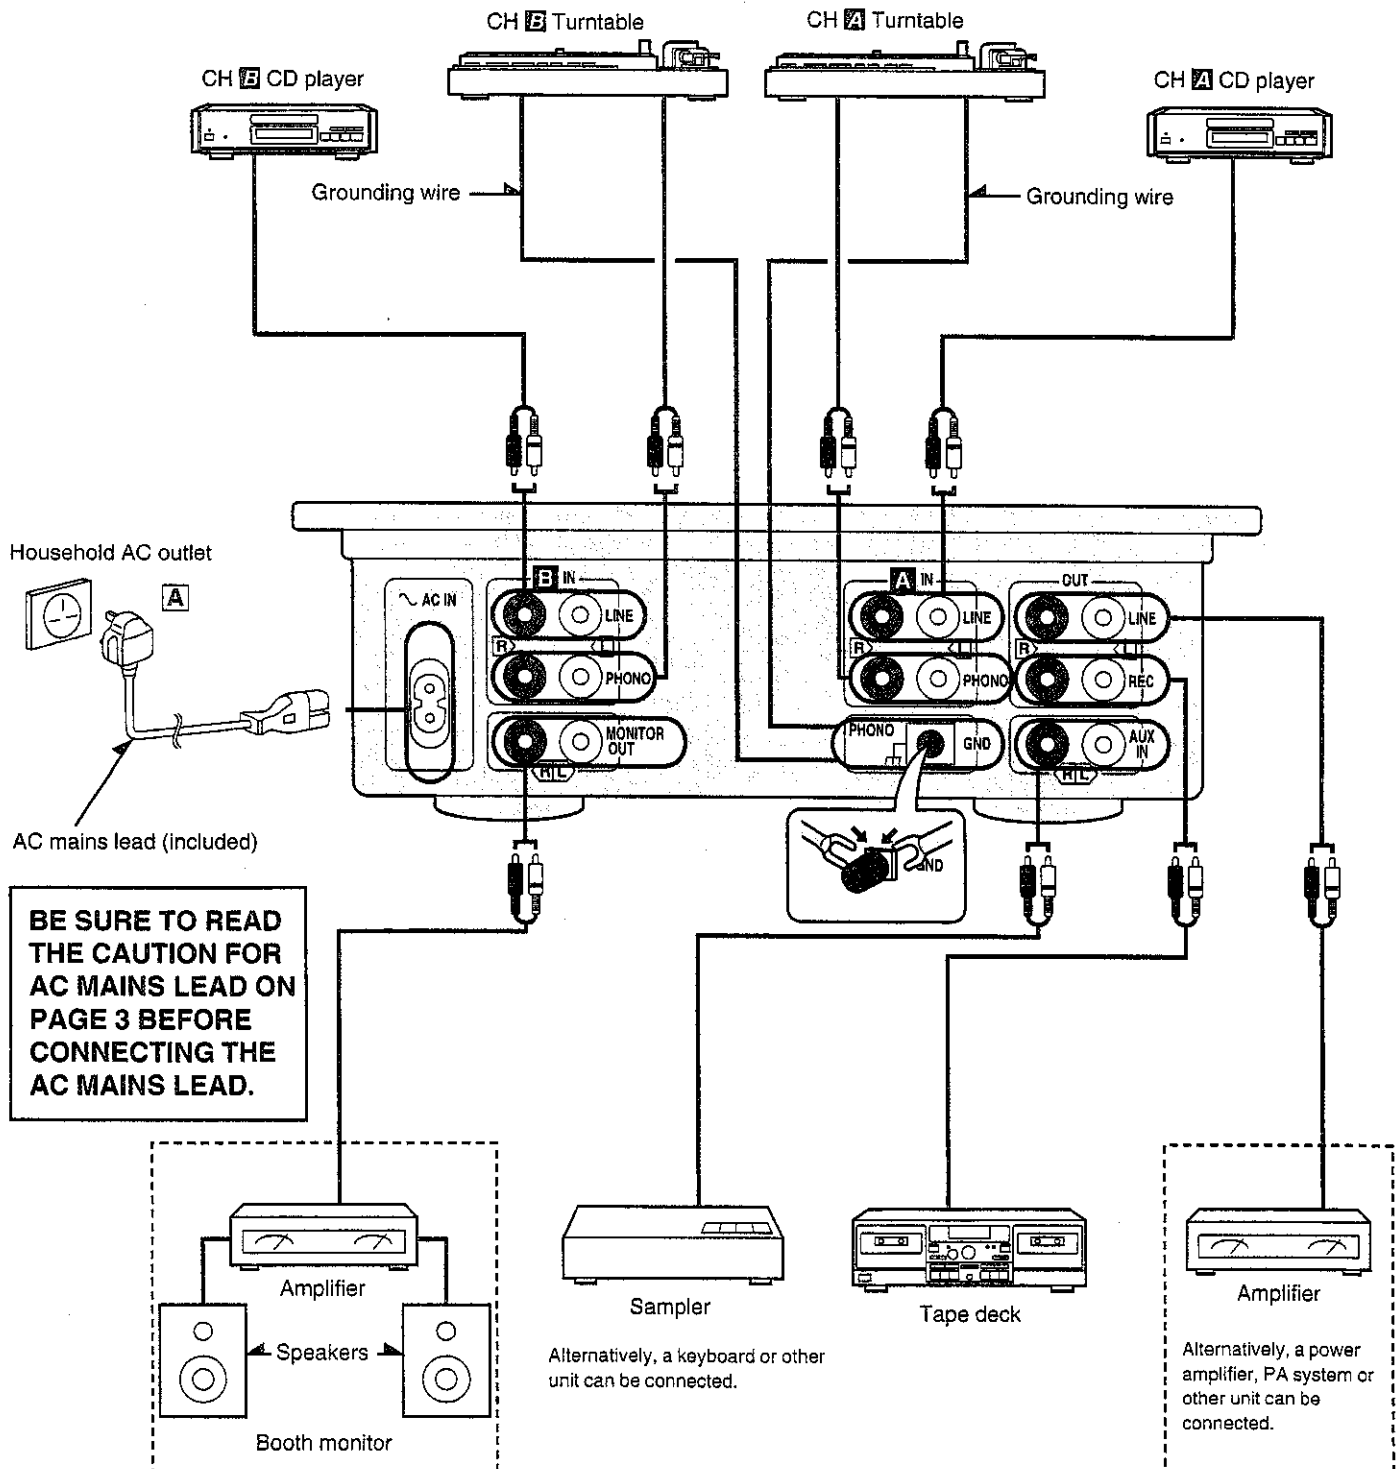 CH B Turntable
CH A Turntable
CH B CD player
CH A CD player
Grounding wire
Grounding wire
Household AC outlet
A
AC mains lead (included)
AC IN
B IN
LINE
R L
PHONO
MONITOR
OUT
R L
A IN
LINE
R L
PHONO
PHONO
GND
OUT
LINE
R L
REC
AUX
IN
R L
GND
BE SURE TO READ
THE CAUTION FOR
AC MAINS LEAD ON
PAGE 3 BEFORE
CONNECTING THE
AC MAINS LEAD.
Amplifier
Speakers
Booth monitor
Sampler
Alternatively, a keyboard or other
unit can be connected.
Tape deck
Amplifier
Alternatively, a power
amplifier, PA system or
other unit can be
connected.